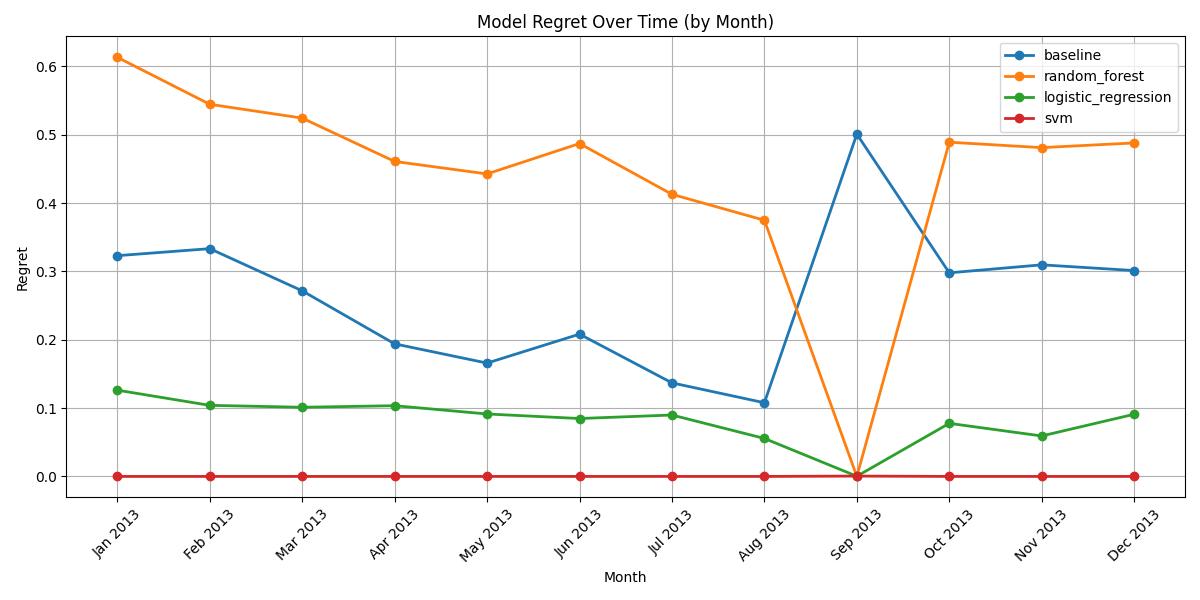 Model Regret Over Time (by Month)
baseline
random_forest
logistic_regression
svm
Regret
0.6
0.5
0.4
0.3
0.2
0.1
0.0
Jan 2013
Feb 2013
Mar 2013
Apr 2013
May 2013
Jun 2013
Jul 2013
Aug 2013
Sep 2013
Oct 2013
Nov 2013
Dec 2013
Month